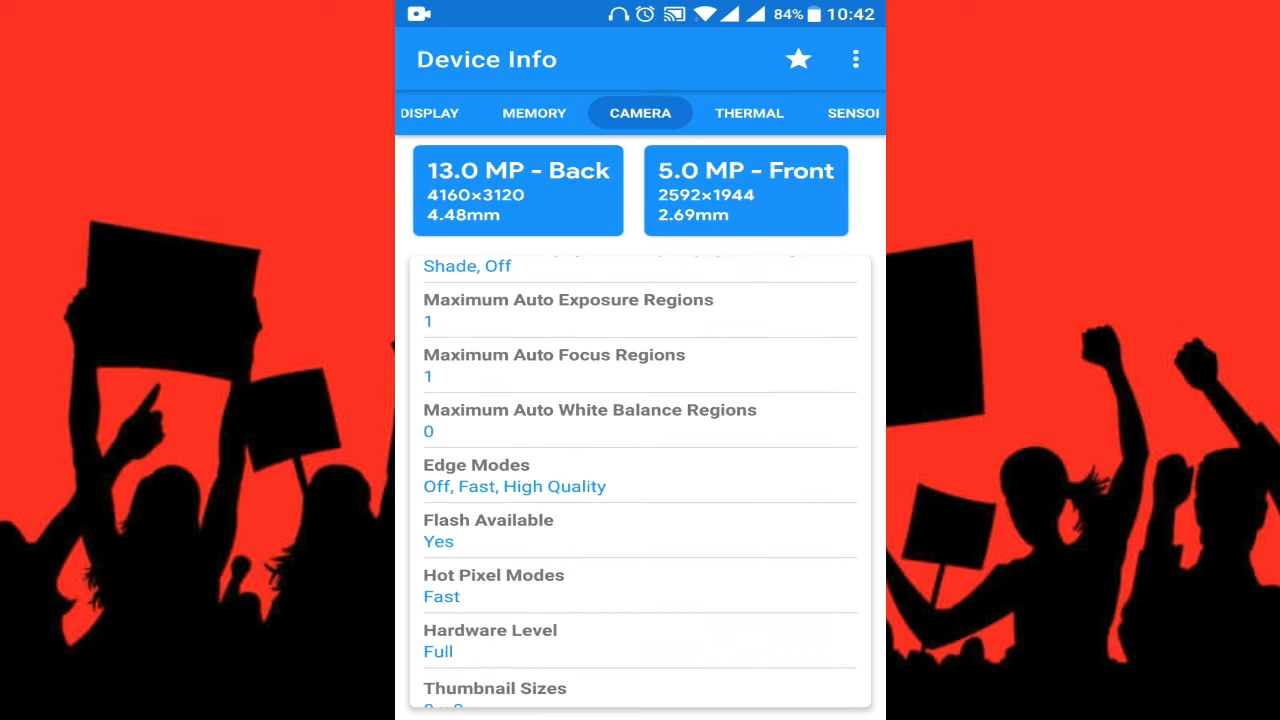 84% 10:42
Device Info
DISPLAY MEMORY CAMERA THERMAL SENSOR
13.0 MP - Back
4160×3120
4.48mm
5.0 MP - Front
2592×1944
2.69mm
Shade, Off
Maximum Auto Exposure Regions
1
Maximum Auto Focus Regions
1
Maximum Auto White Balance Regions
0
Edge Modes
Off, Fast, High Quality
Flash Available
Yes
Hot Pixel Modes
Fast
Hardware Level
Full
Thumbnail Sizes